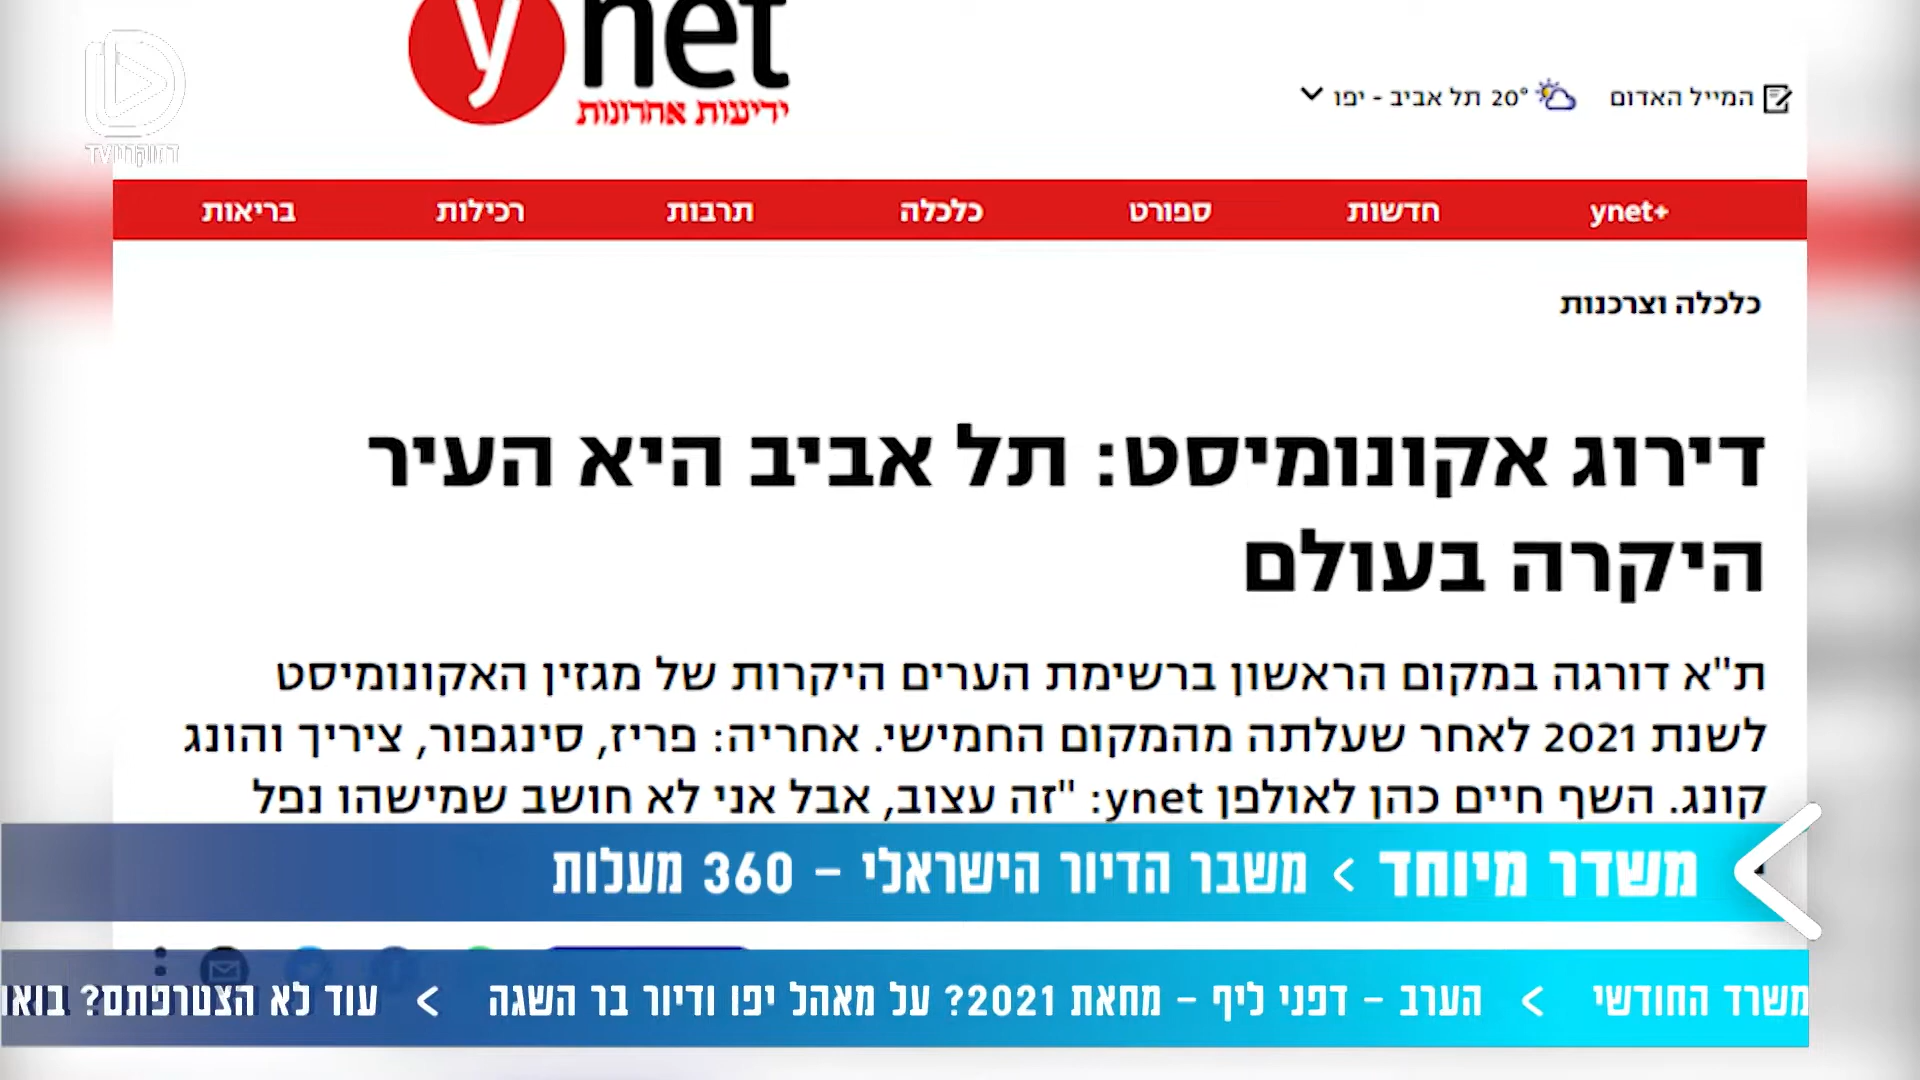 ynet
ידיעות אחרונות
המייל האדום
20° תל אביב - יפו
דמוקרTV
ynet+ חדשות ספורט כלכלה תרבות רכילות בריאות
כלכלה וצרכנות
דירוג אקונומיסט: תל אביב היא העיר
היקרה בעולם
ת"א דורגה במקום הראשון ברשימת הערים היקרות של מגזין האקונומיסט
לשנת 2021 לאחר שעלתה מהמקום החמישי. אחריה: פריז, סינגפור, ציריך והונג
קונג. השף חיים כהן לאולפן ynet: "זה עצוב, אבל אני לא חושב שמישהו נפל
משדר מיוחד > משבר הדיור הישראלי – 360 מעלות
משרד החודשי > הערב – דפני ליף – מחאת 2021? על מאהל יפו ודיור בר השגה > עוד לא הצטרפתם? בואו